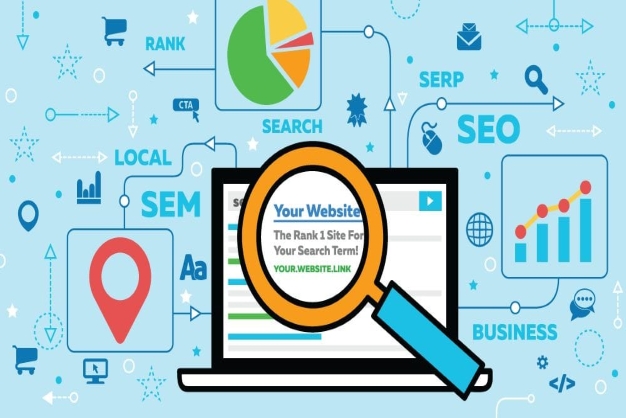 RANK
SERP
CTA
SEARCH
SEO
LOCAL
SEM
se
Your Website
The Rank 1 Site For
Your Search Term!
YOUR.WEBSITE.LINK
Aa
BUSINESS
</>